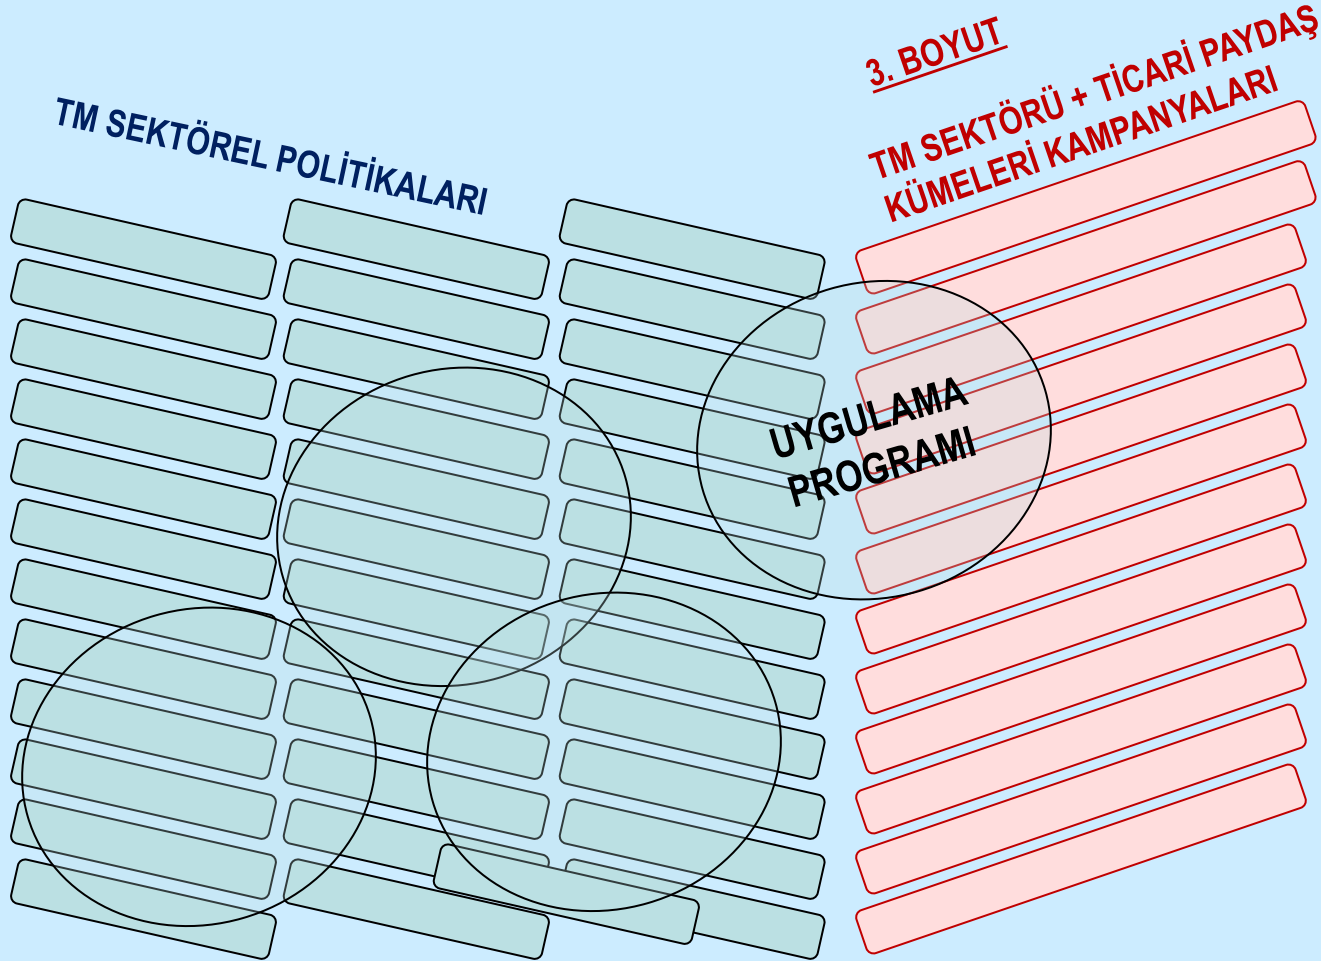 3. BOYUT
TM SEKTÖREL POLİTİKALARI
TM SEKTÖRÜ + TİCARİ PAYDAŞ
KÜMELERİ KAMPANYALARI
UYGULAMA
PROGRAMI